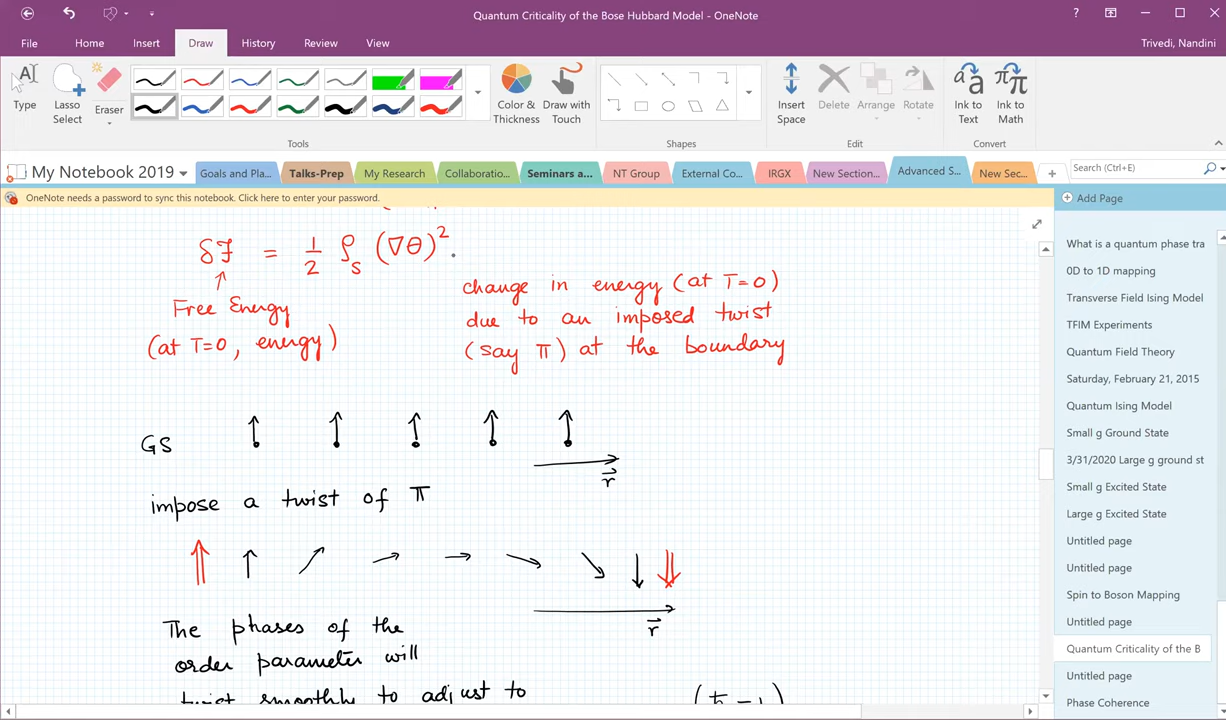 Quantum Criticality of the Bose Hubbard Model - OneNote
?
File
Home
Insert
Draw
History
Review
View
Trivedi, Nandini
Type
Lasso Select
Eraser
Color & Thickness
Draw with Touch
Insert Space
Delete
Arrange
Rotate
Ink to Text
Ink to Math
Tools
Shapes
Edit
Convert
My Notebook 2019
Goals and Pla...
Talks-Prep
My Research
Collaboratio...
Seminars a...
NT Group
External Co...
IRGX
New Section...
Advanced S...
New Sec...
Search (Ctrl+E)
OneNote needs a password to sync this notebook. Click here to enter your password.
Add Page
δF = 1/2 ρs (∇θ)².
↑
Free Energy
(at T=0, energy)
change in energy (at T=0)
due to an imposed twist
(say π) at the boundary
GS
r⃗
impose a twist of π
r⃗
The phases of the
order parameter will
twist smoothly to adjust to
What is a quantum phase tra
0D to 1D mapping
Transverse Field Ising Model
TFIM Experiments
Quantum Field Theory
Saturday, February 21, 2015
Quantum Ising Model
Small g Ground State
3/31/2020 Large g ground st
Small g Excited State
Large g Excited State
Untitled page
Untitled page
Spin to Boson Mapping
Untitled page
Quantum Criticality of the B
Untitled page
Phase Coherence